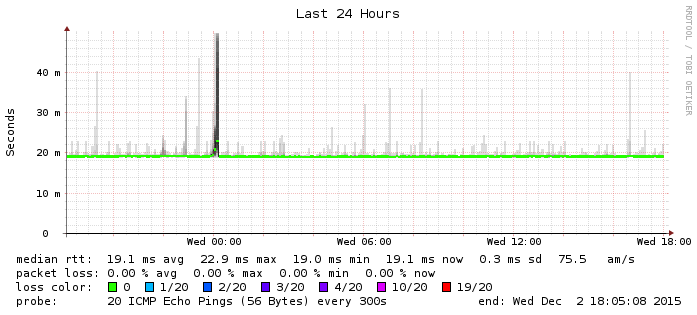 Last 24 Hours
RRDTOOL / TOBI OETIKER
Seconds
40 m
30 m
20 m
10 m
0
Wed 00:00 Wed 06:00 Wed 12:00 Wed 18:00
median rtt: 19.1 ms avg 22.9 ms max 19.0 ms min 19.1 ms now 0.3 ms sd 75.5 am/s
packet loss: 0.00 % avg 0.00 % max 0.00 % min 0.00 % now
loss color: 0 1/20 2/20 3/20 4/20 10/20 19/20
probe: 20 ICMP Echo Pings (56 Bytes) every 300s end: Wed Dec 2 18:05:08 2015